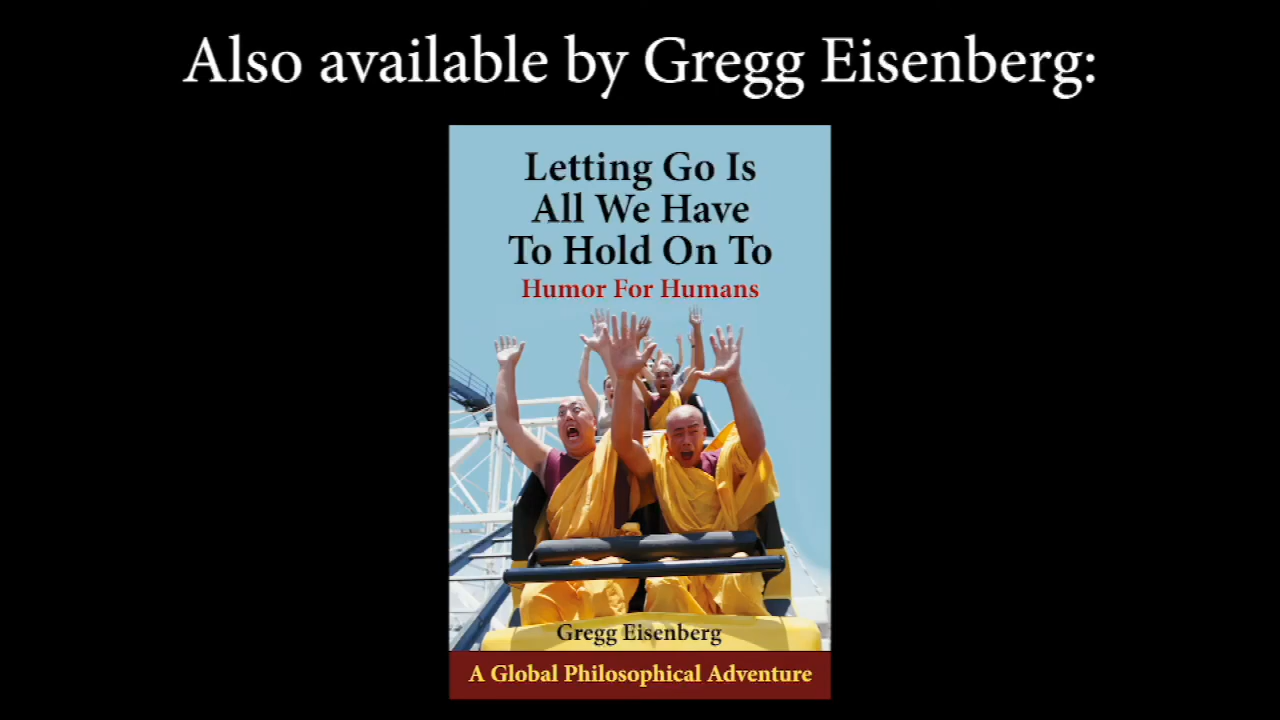 Also available by Gregg Eisenberg:
Letting Go Is
All We Have
To Hold On To
Humor For Humans
Gregg Eisenberg
A Global Philosophical Adventure